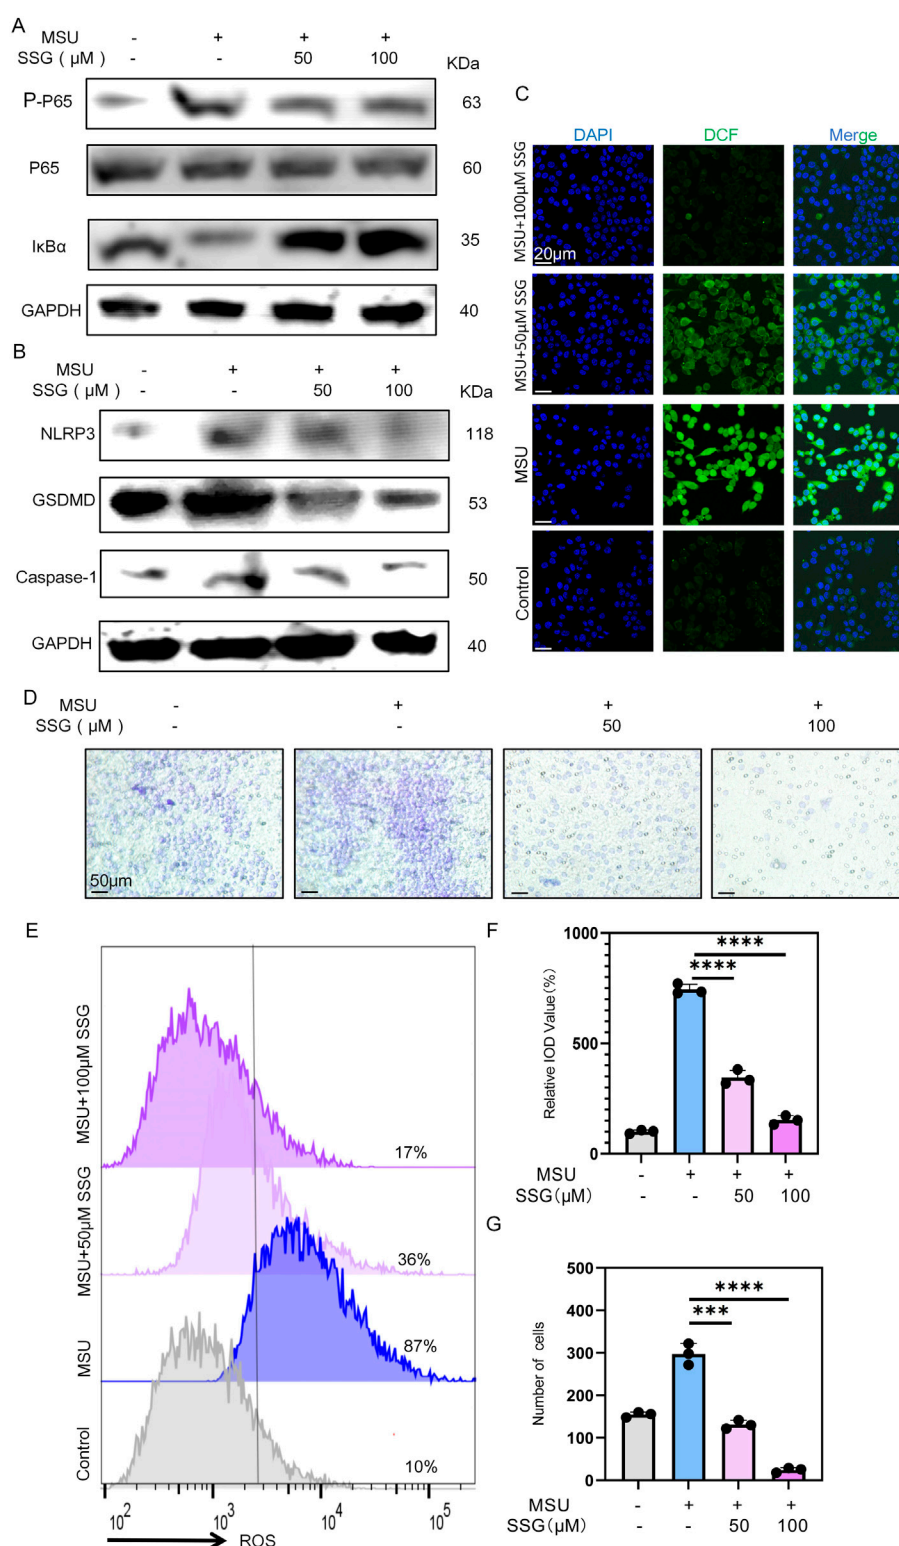 A
MSU - + + +
SSG ( μM ) - - 50 100
KDa
P-P65 63
P65 60
IκBα 35
GAPDH 40
B
MSU - + + +
SSG ( μM ) - - 50 100
KDa
NLRP3 118
GSDMD 53
Caspase-1 50
GAPDH 40
C
DAPI DCF Merge
MSU+100μM SSG
20μm
MSU+50μM SSG
MSU
Control
D
MSU - + + +
SSG ( μM ) - - 50 100
50μm
E
MSU+100μM SSG
17%
MSU+50μM SSG
36%
MSU
87%
Control
10%
10² 10³ 10⁴ 10⁵
ROS
F
Relative IOD Value(%)
1000
500
0
****
****
MSU - + + +
SSG(μM) - - 50 100
G
Number of cells
500
400
300
200
100
0
****
***
MSU - + + +
SSG(μM) - - 50 100